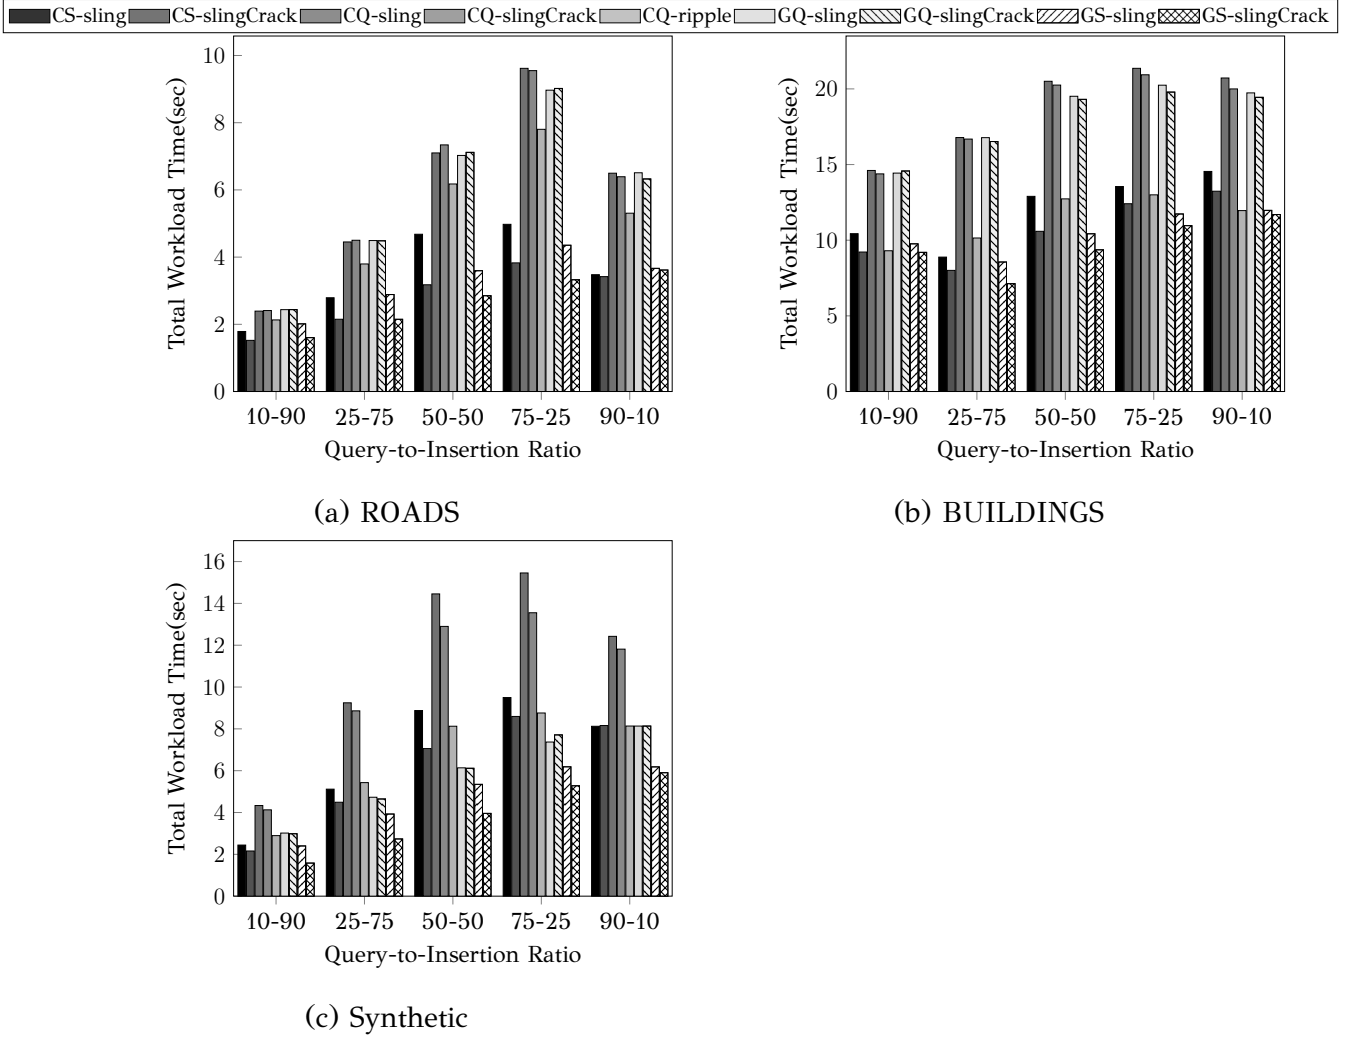 CS-sling CS-slingCrack CQ-sling CQ-slingCrack CQ-ripple GQ-sling GQ-slingCrack GS-sling GS-slingCrack
Total Workload Time(sec)
10
8
6
4
2
0
10-90 25-75 50-50 75-25 90-10
Query-to-Insertion Ratio
(a) ROADS
Total Workload Time(sec)
20
15
10
5
0
10-90 25-75 50-50 75-25 90-10
Query-to-Insertion Ratio
(b) BUILDINGS
Total Workload Time(sec)
16
14
12
10
8
6
4
2
0
10-90 25-75 50-50 75-25 90-10
Query-to-Insertion Ratio
(c) Synthetic